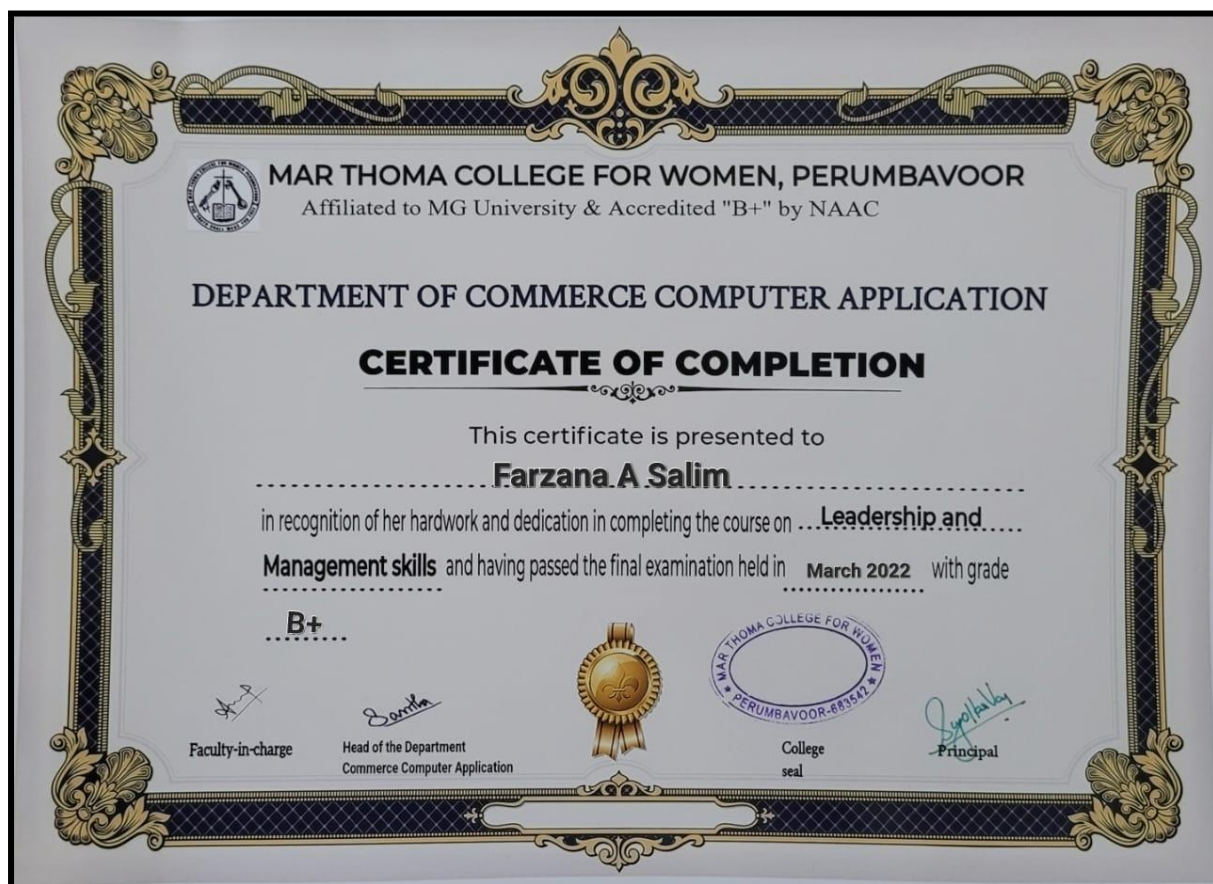 MAR THOMA COLLEGE FOR WOMEN, PERUMBAVOOR
Affiliated to MG University & Accredited "B+" by NAAC
DEPARTMENT OF COMMERCE COMPUTER APPLICATION
CERTIFICATE OF COMPLETION
This certificate is presented to
Farzana A Salim
in recognition of her hardwork and dedication in completing the course on Leadership and
Management skills and having passed the final examination held in March 2022 with grade
B+
MAR THOMA COLLEGE FOR WOMEN
PERUMBAVOOR-683542
Faculty-in-charge
Head of the Department
Commerce Computer Application
College
seal
Principal